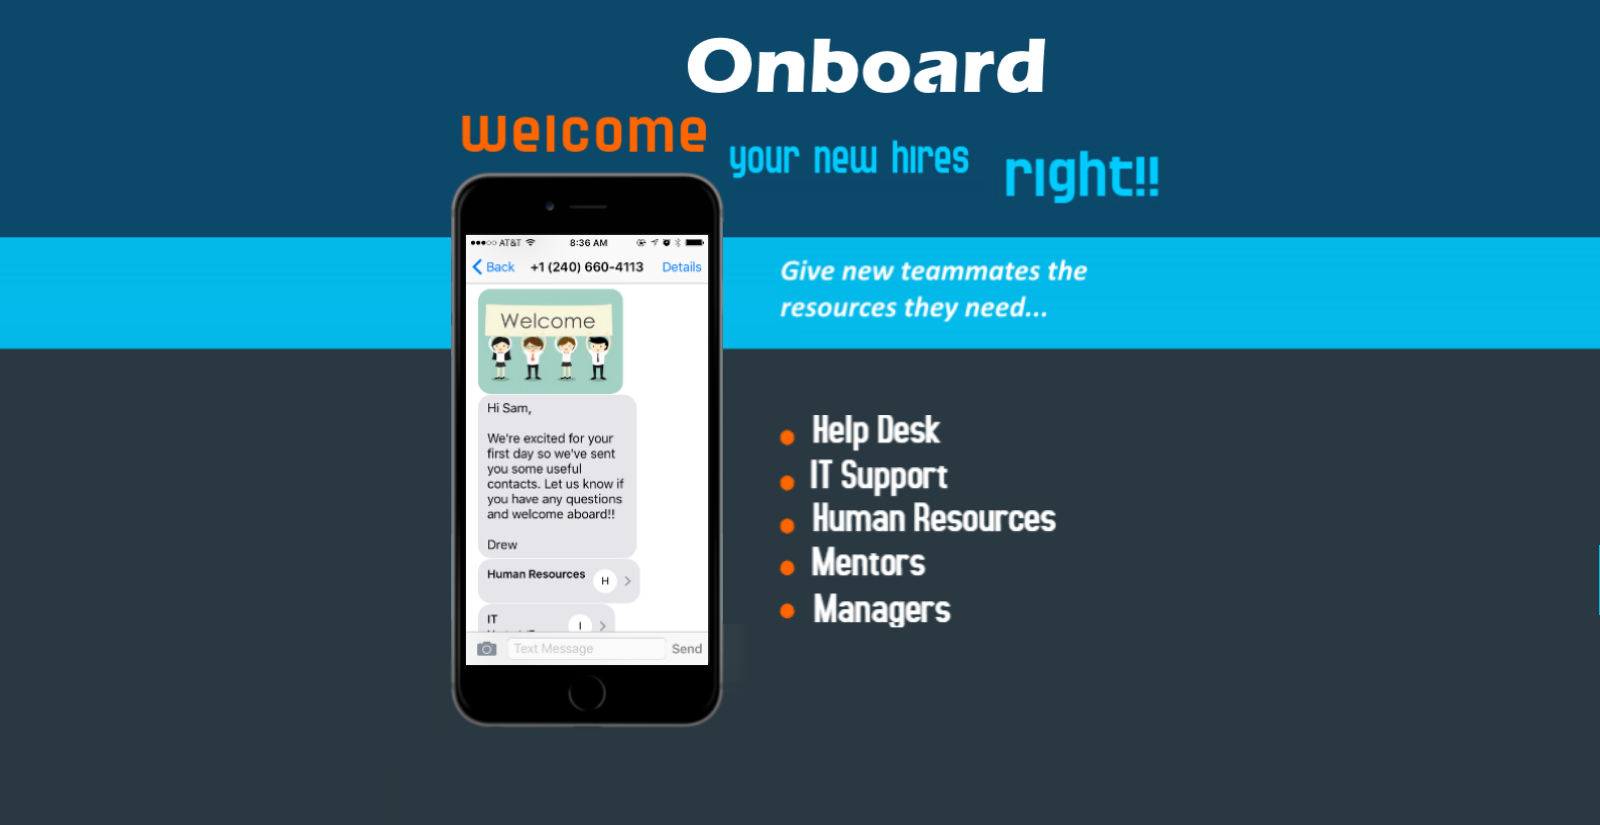 Onboard
welcome your new hires right!!
●●●○○ AT&T 8:36 AM
Back +1 (240) 660-4113 Details
Welcome
Hi Sam,
We're excited for your
first day so we've sent
you some useful
contacts. Let us know if
you have any questions
and welcome aboard!!
Drew
Human Resources H
IT I
Text Message Send
Give new teammates the
resources they need...
Help Desk
IT Support
Human Resources
Mentors
Managers